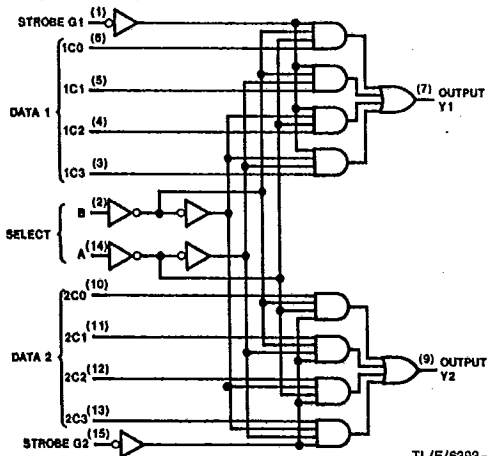 STROBE G1 (1)
1C0 (6)
1C1 (5)
DATA 1
1C2 (4)
1C3 (3)
(7) OUTPUT
Y1
B (2)
SELECT
A (14)
2C0 (10)
2C1 (11)
DATA 2
2C2 (12)
2C3 (13)
STROBE G2 (15)
(9) OUTPUT
Y2